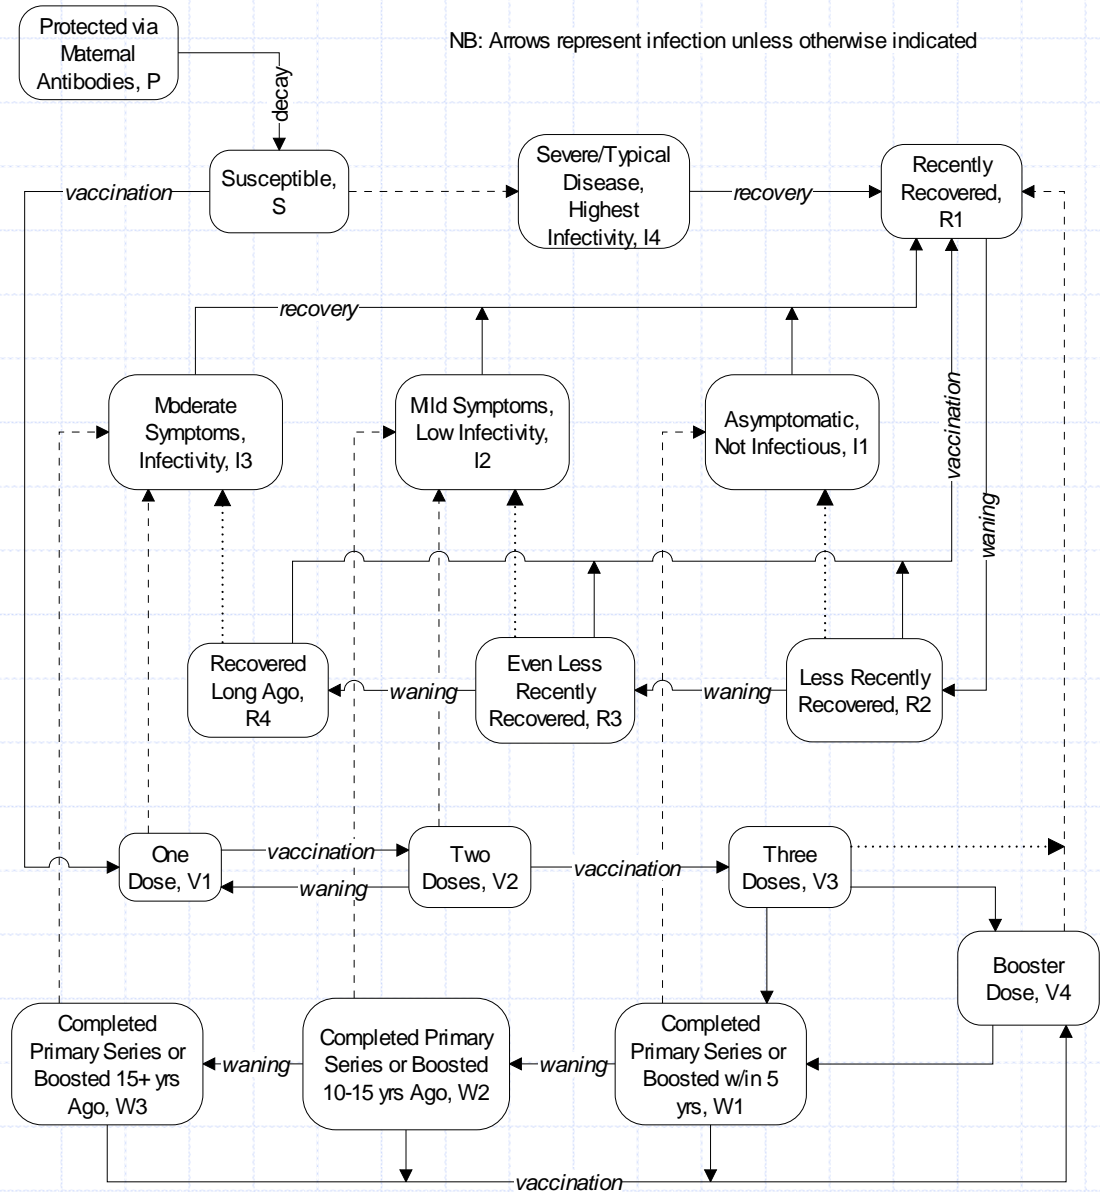 Protected via
Maternal
Antibodies, P
NB: Arrows represent infection unless otherwise indicated
decay
Susceptible,
S
vaccination
Severe/Typical
Disease,
Highest
Infectivity, I4
recovery
Recently
Recovered,
R1
recovery
Moderate
Symptoms,
Infectivity, I3
Mild Symptoms,
Low Infectivity,
I2
Asymptomatic,
Not Infectious, I1
vaccination
waning
Recovered
Long Ago,
R4
waning
Even Less
Recently
Recovered, R3
waning
Less Recently
Recovered, R2
One
Dose, V1
vaccination
waning
Two
Doses, V2
vaccination
Three
Doses, V3
Booster
Dose, V4
Completed
Primary Series or
Boosted 15+ yrs
Ago, W3
waning
Completed Primary
Series or Boosted
10-15 yrs Ago, W2
waning
Completed
Primary Series or
Boosted w/in 5
yrs, W1
vaccination